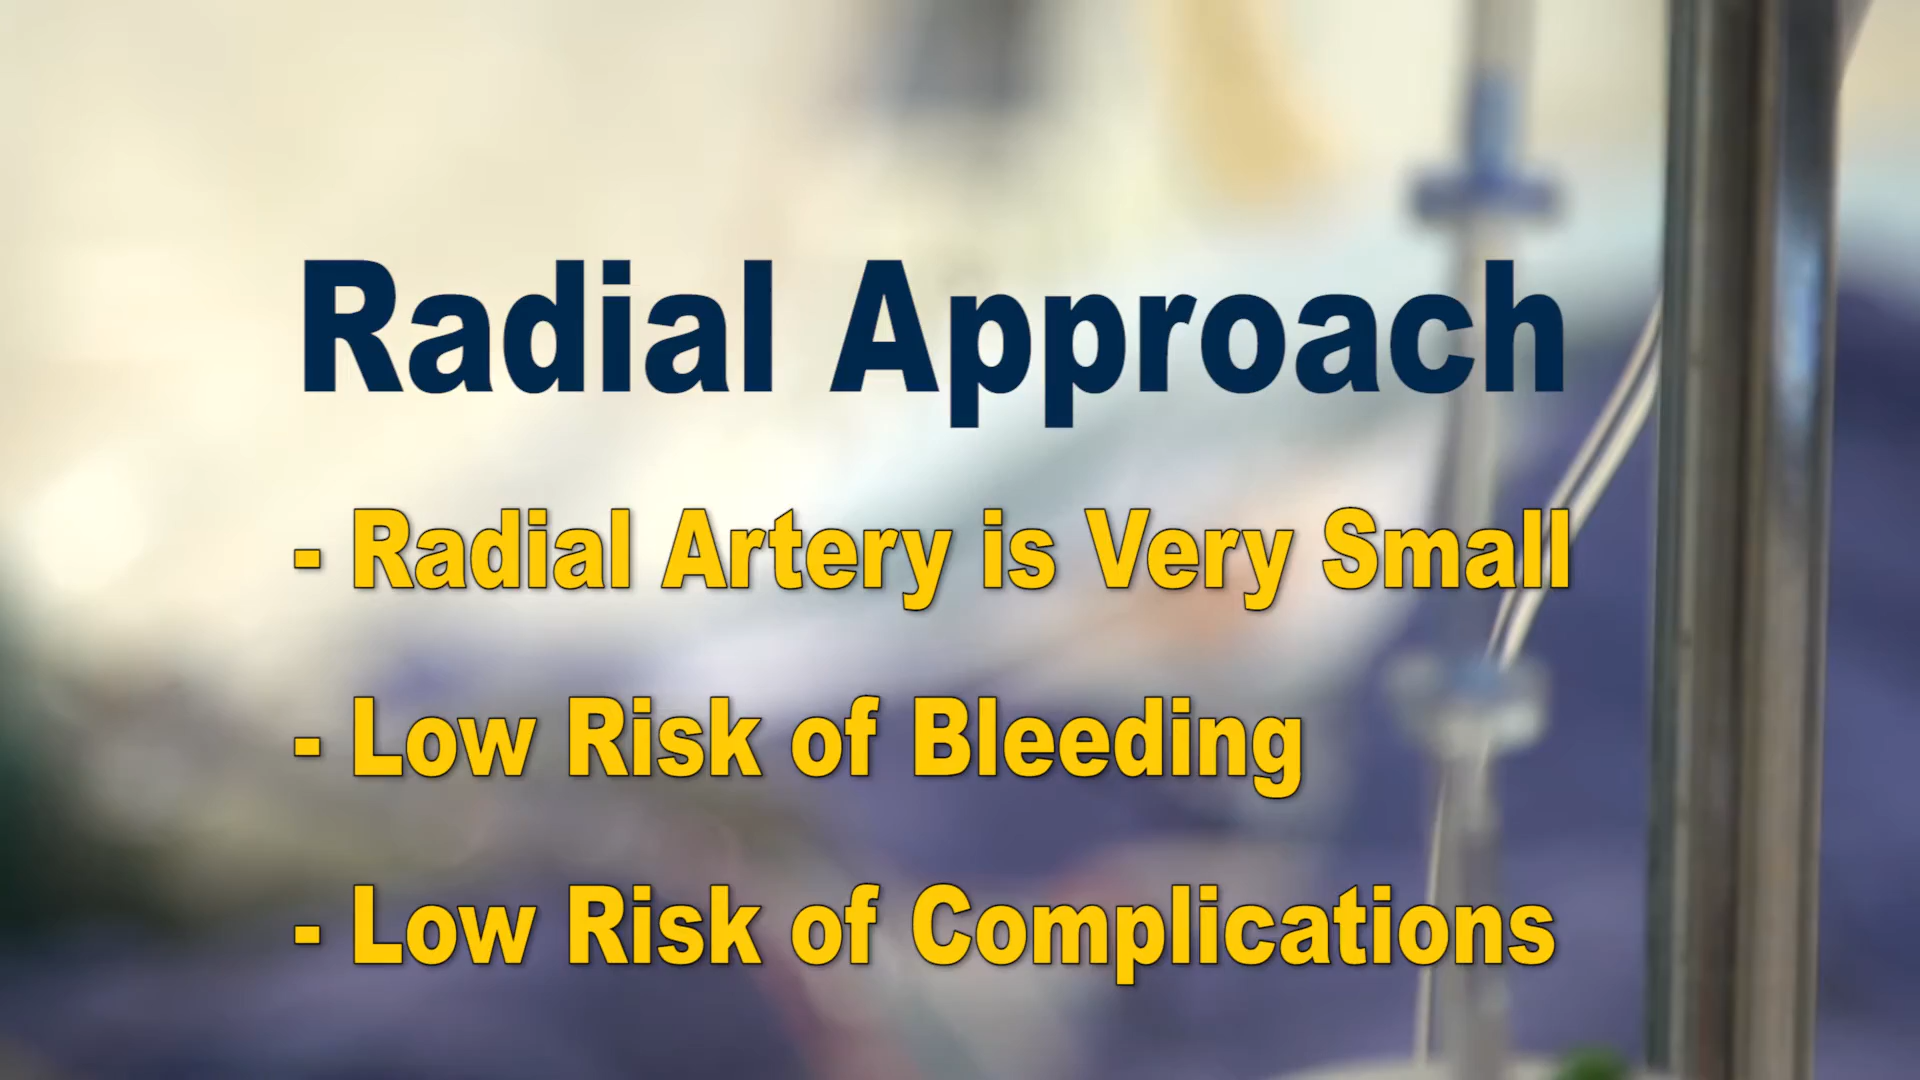 Radial Approach
- Radial Artery is Very Small
- Low Risk of Bleeding
- Low Risk of Complications